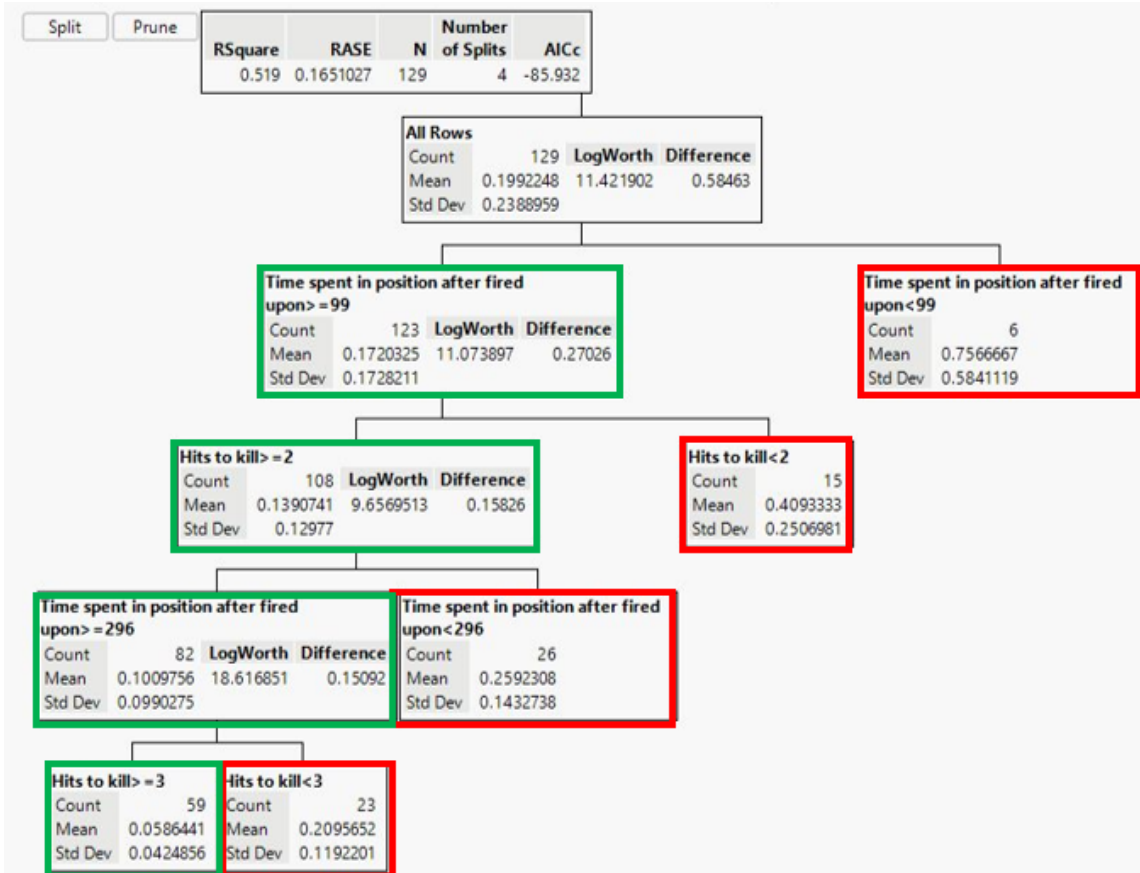 Split Prune
Number
RSquare RASE N of Splits AICc
0.519 0.1651027 129 4 -85.932
All Rows
Count 129 LogWorth Difference
Mean 0.1992248 11.421902 0.58463
Std Dev 0.2388959
Time spent in position after fired
upon>=99
Count 123 LogWorth Difference
Mean 0.1720325 11.073897 0.27026
Std Dev 0.1728211
Time spent in position after fired
upon<99
Count 6
Mean 0.7566667
Std Dev 0.5841119
Hits to kill>=2
Count 108 LogWorth Difference
Mean 0.1390741 9.6569513 0.15826
Std Dev 0.12977
Hits to kill<2
Count 15
Mean 0.4093333
Std Dev 0.2506981
Time spent in position after fired
upon>=296
Count 82 LogWorth Difference
Mean 0.1009756 18.616851 0.15092
Std Dev 0.0990275
Time spent in position after fired
upon<296
Count 26
Mean 0.2592308
Std Dev 0.1432738
Hits to kill>=3
Count 59
Mean 0.0586441
Std Dev 0.0424856
Hits to kill<3
Count 23
Mean 0.2095652
Std Dev 0.1192201